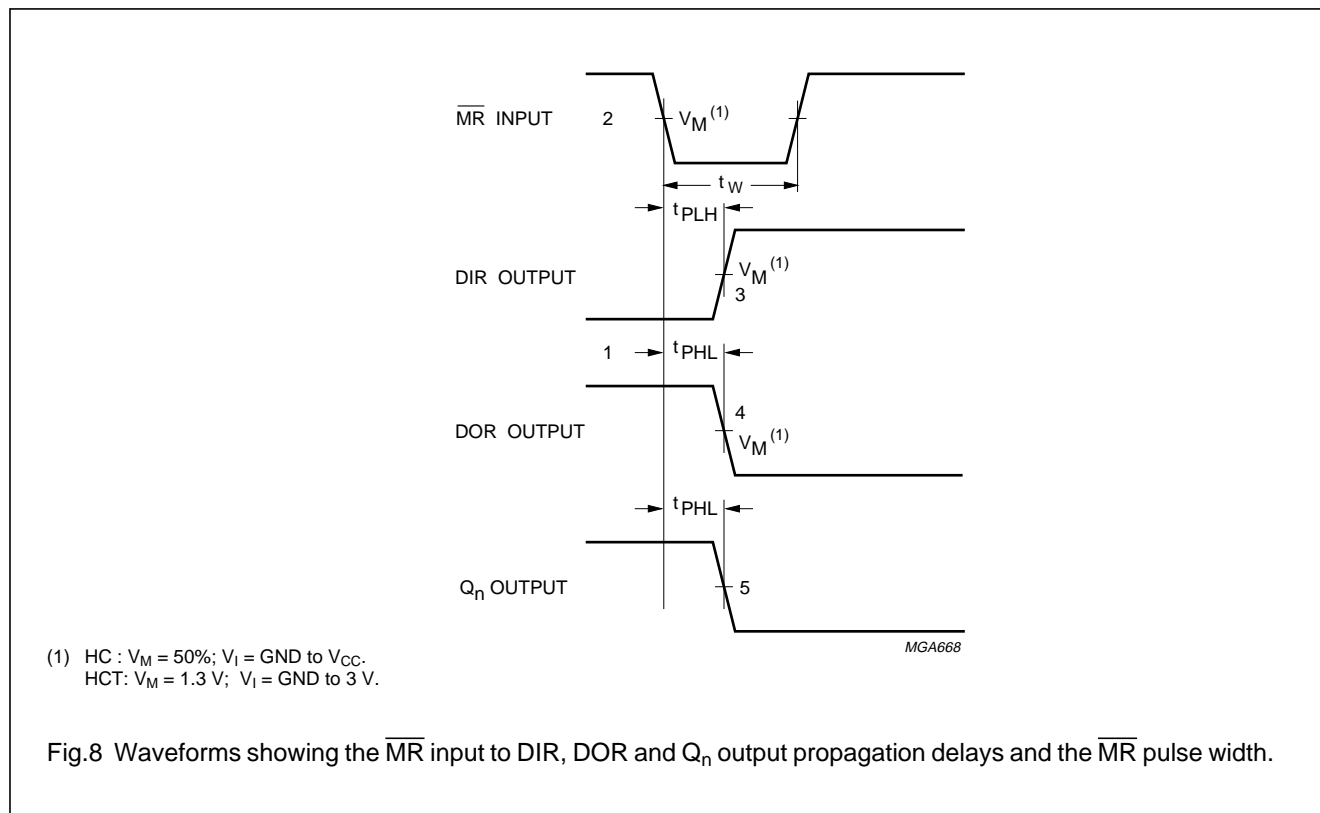 M̅R̅ INPUT 2 V_M (1)
t_W
t_PLH
DIR OUTPUT V_M (1)
3
1 t_PHL
4
DOR OUTPUT V_M (1)
t_PHL
Q_n OUTPUT 5
MGA668
(1) HC : V_M = 50%; V_I = GND to V_CC.
HCT: V_M = 1.3 V; V_I = GND to 3 V.
Fig.8 Waveforms showing the M̅R̅ input to DIR, DOR and Q_n output propagation delays and the M̅R̅ pulse width.